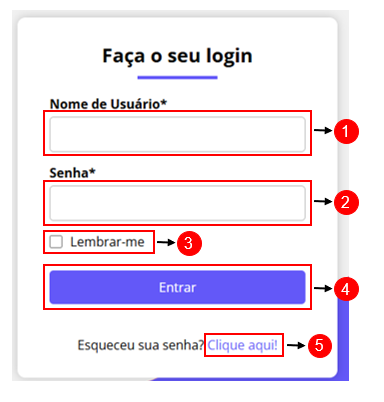 Faça o seu login
Nome de Usuário*
1
Senha*
2
Lembrar-me
3
Entrar
4
Esqueceu sua senha? Clique aqui!
5